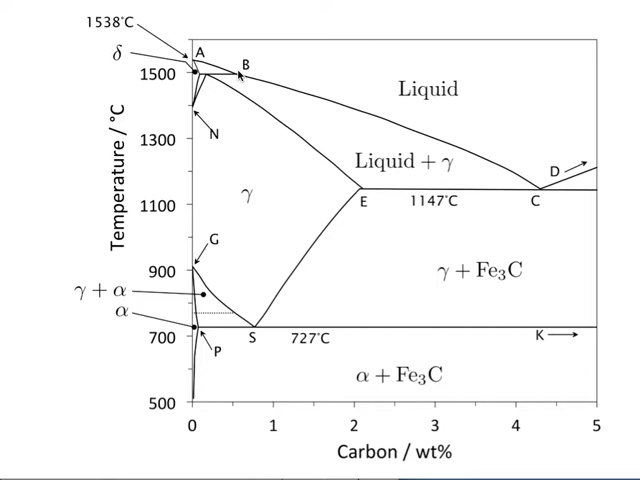 1538°C
A
δ
B
1500
Liquid
N
1300
Temperature / °C
Liquid + γ
D
1100
γ
E
1147°C
C
G
900
γ + Fe₃C
γ + α
α
700
P
S
727°C
K
α + Fe₃C
500
0 1 2 3 4 5
Carbon / wt%